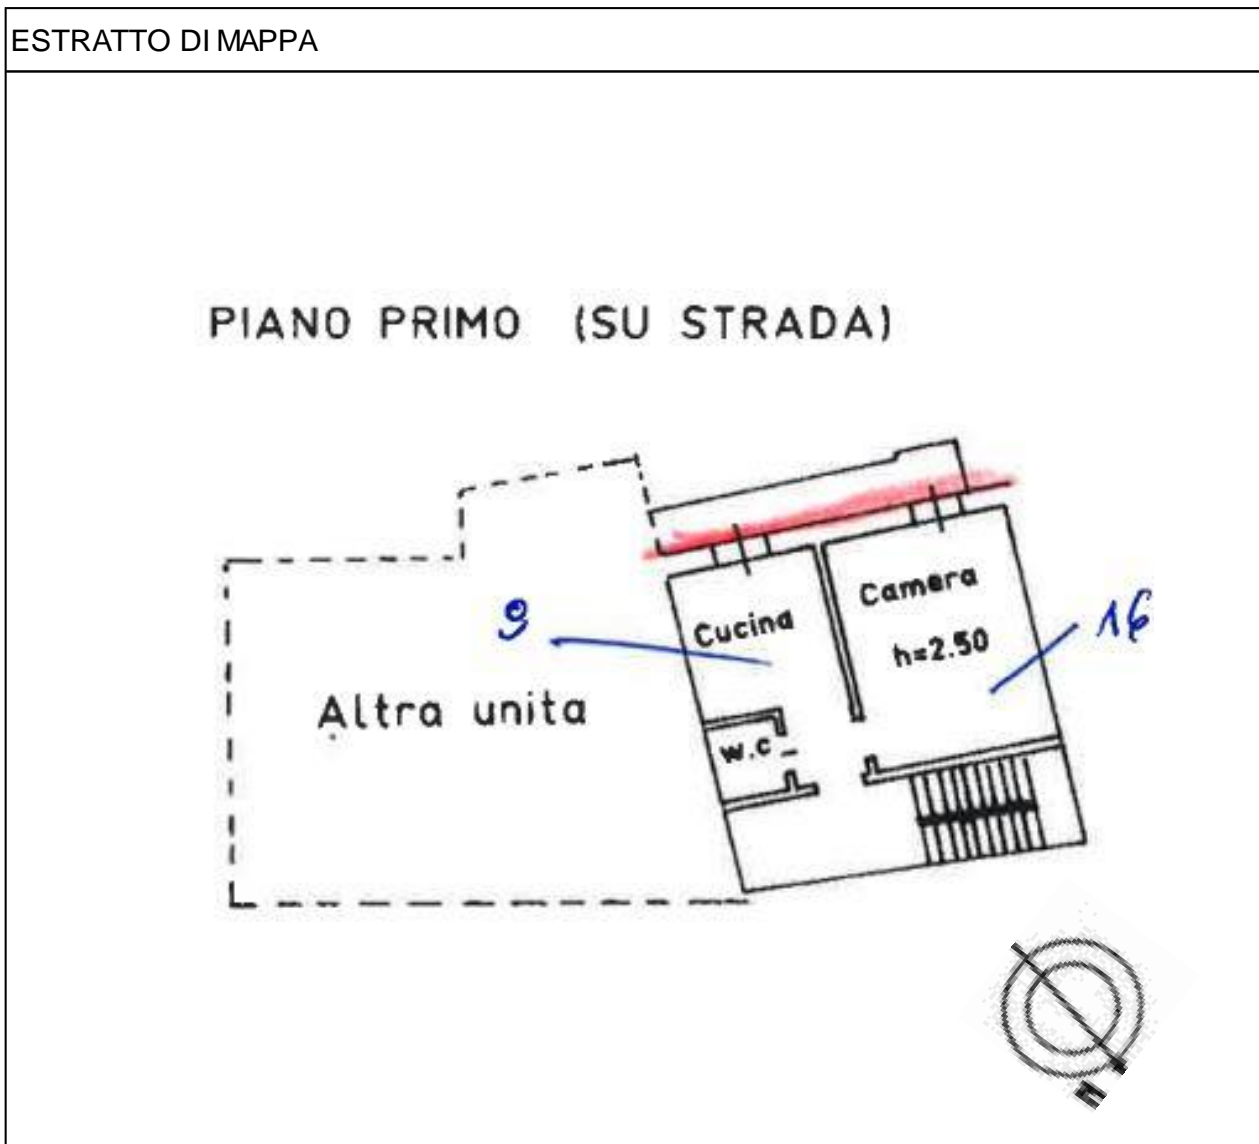 ESTRATTO DI MAPPA
PIANO PRIMO (SU STRADA)
Camera
9
Cucina
16
h=2.50
Altra unita
w.c